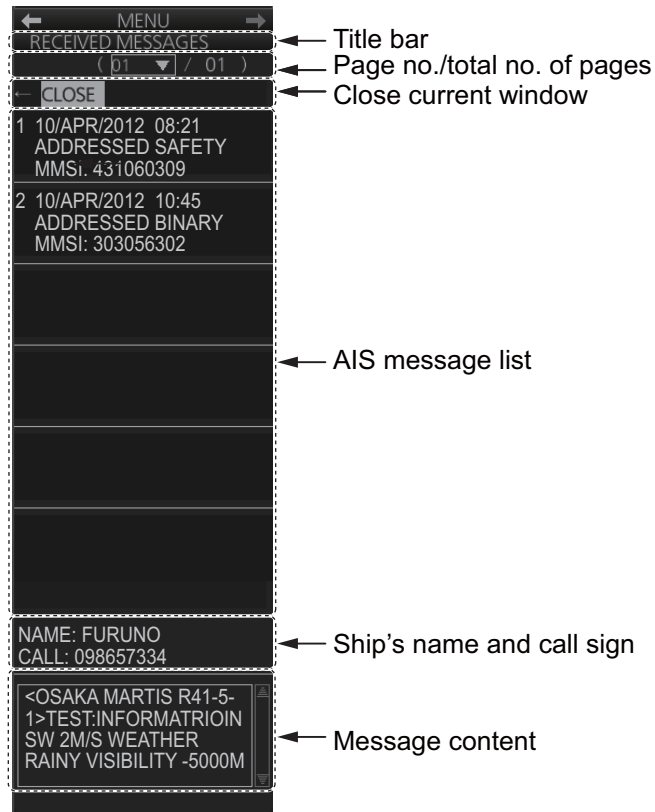 MENU
RECEIVED MESSAGES
Title bar
( 01 ▼ / 01 )
Page no./total no. of pages
← CLOSE
Close current window
1 10/APR/2012 08:21
ADDRESSED SAFETY
MMSI: 431060309
2 10/APR/2012 10:45
ADDRESSED BINARY
MMSI: 303056302
AIS message list
NAME: FURUNO
CALL: 098657334
Ship's name and call sign
<OSAKA MARTIS R41-5-
1>TEST:INFORMATRIOIN
SW 2M/S WEATHER
RAINY VISIBILITY -5000M
Message content